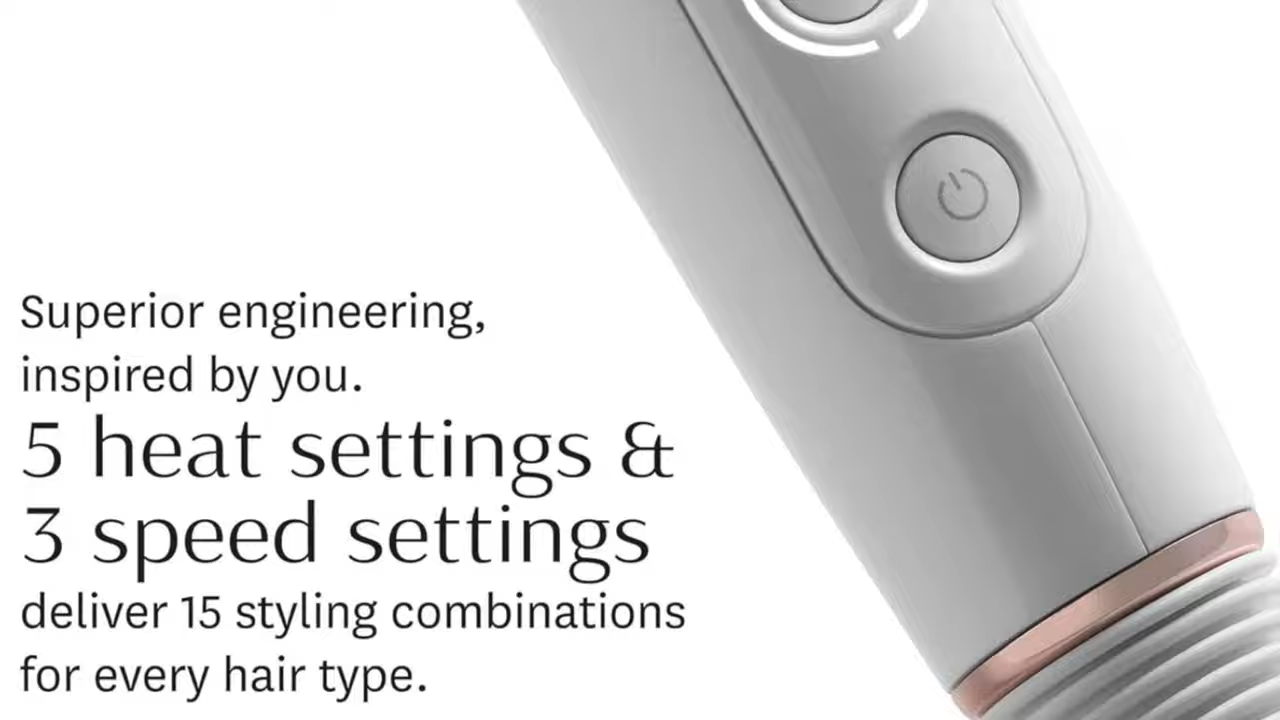 Superior engineering,
inspired by you.
5 heat settings &
3 speed settings
deliver 15 styling combinations
for every hair type.